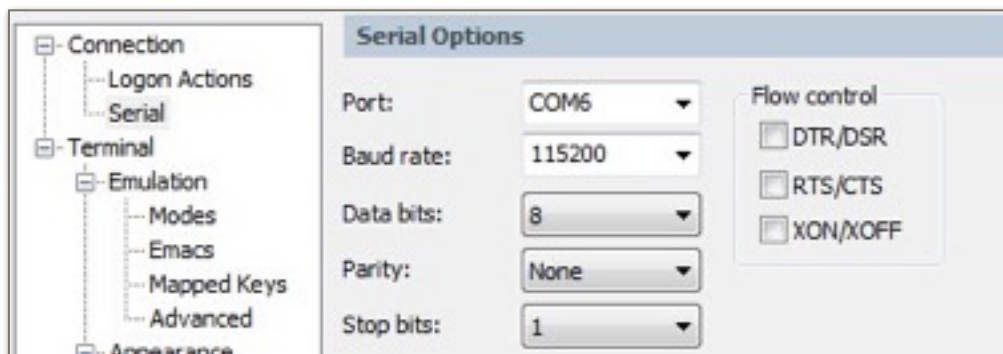 Connection
Logon Actions
Serial
Terminal
Emulation
Modes
Emacs
Mapped Keys
Advanced
Appearance
Serial Options
Port: COM6
Baud rate: 115200
Data bits: 8
Parity: None
Stop bits: 1
Flow control
DTR/DSR
RTS/CTS
XON/XOFF